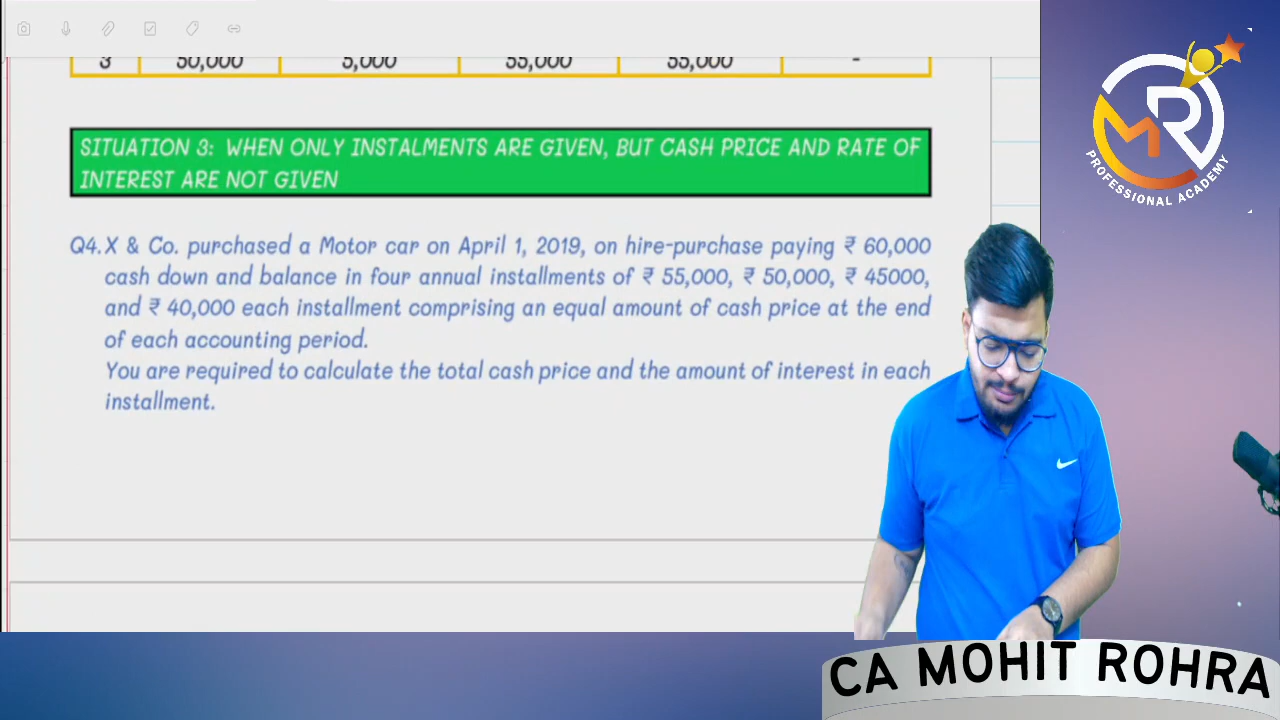 3 50,000 5,000 55,000 55,000 -
SITUATION 3: WHEN ONLY INSTALMENTS ARE GIVEN, BUT CASH PRICE AND RATE OF
INTEREST ARE NOT GIVEN
Q4. X & Co. purchased a Motor car on April 1, 2019, on hire-purchase paying ₹ 60,000
cash down and balance in four annual installments of ₹ 55,000, ₹ 50,000, ₹ 45000,
and ₹ 40,000 each installment comprising an equal amount of cash price at the end
of each accounting period.
You are required to calculate the total cash price and the amount of interest in each
installment.
MR
PROFESSIONAL ACADEMY
CA MOHIT ROHRA